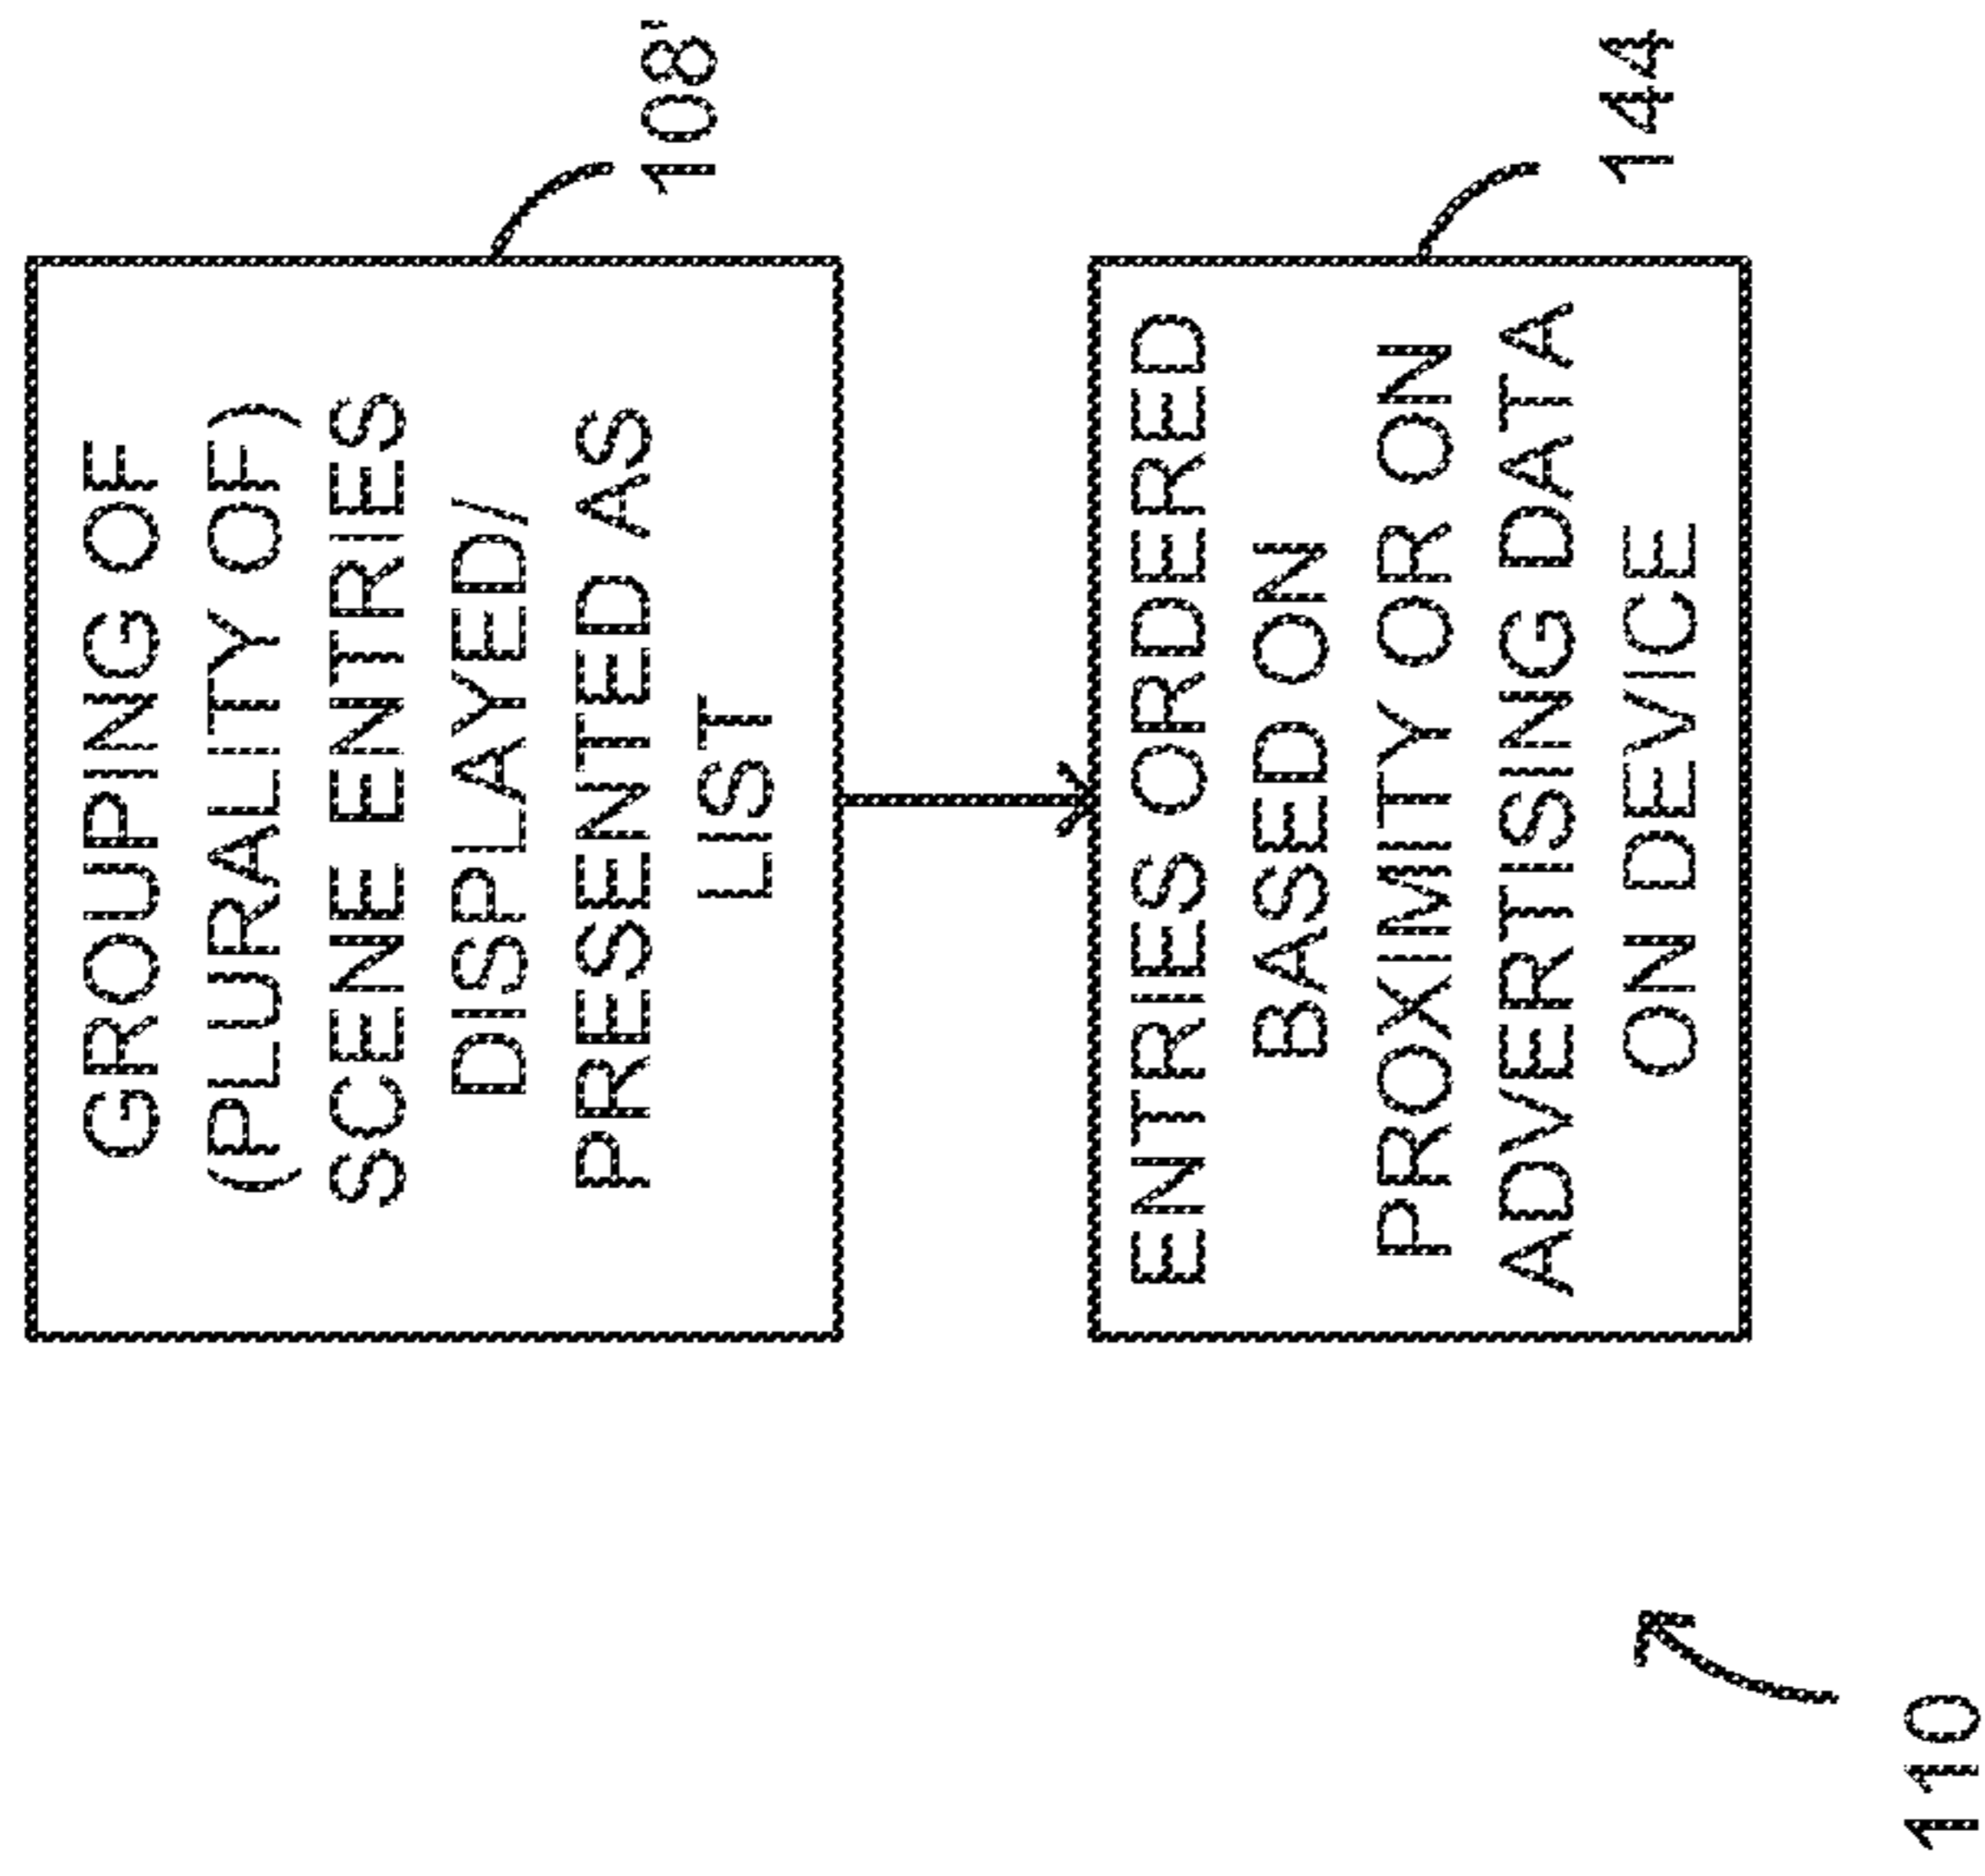 GROUPING OF
(PLURALITY OF)
SCENE ENTRIES
DISPLAYED/
PRESENTED AS
LIST
108'
ENTRIES ORDERED
BASED ON
PROXIMITY OR ON
ADVERTISING DATA
ON DEVICE
144
110